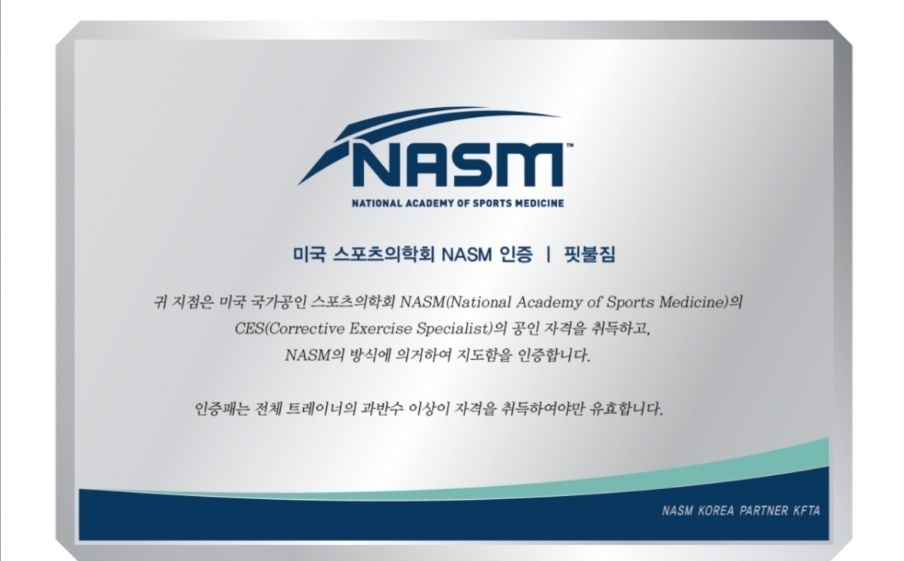 NASM™
NATIONAL ACADEMY OF SPORTS MEDICINE
미국 스포츠의학회 NASM 인증 | 핏불짐
귀 지점은 미국 국가공인 스포츠의학회 NASM(National Academy of Sports Medicine)의
CES(Corrective Exercise Specialist)의 공인 자격을 취득하고,
NASM의 방식에 의거하여 지도함을 인증합니다.
인증패는 전체 트레이너의 과반수 이상이 자격을 취득하여야만 유효합니다.
NASM KOREA PARTNER KFTA